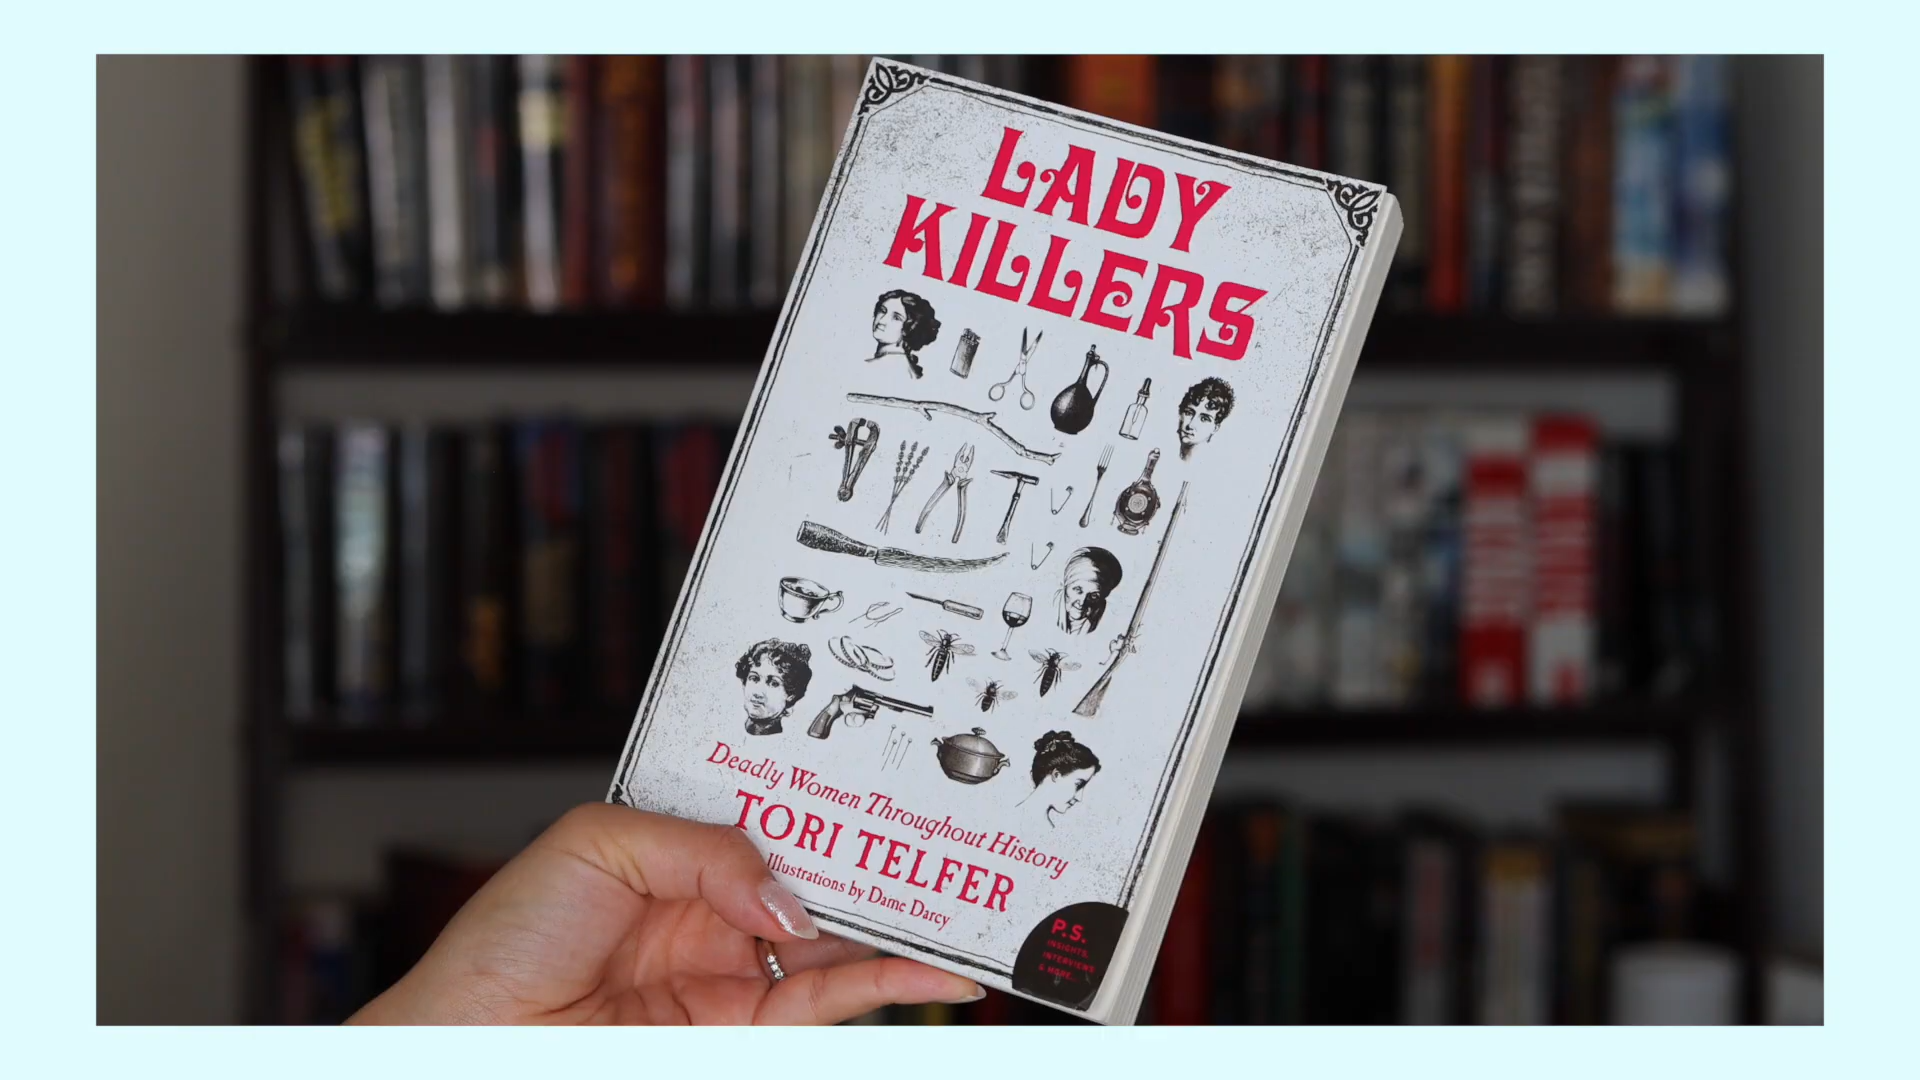 LADY
KILLERS
Deadly Women Throughout History
TORI TELFER
Illustrations by Dame Darcy
P.S.
INSIGHTS,
INTERVIEWS
& MORE...